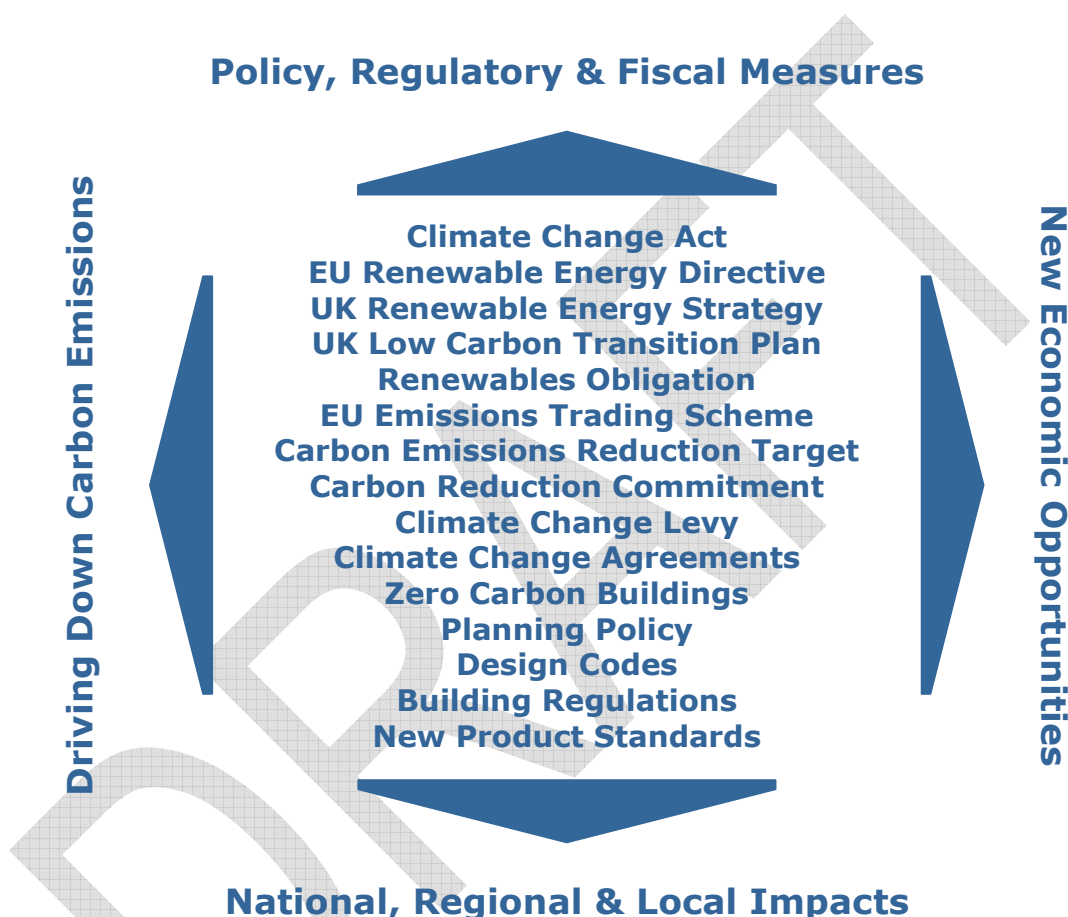 Policy, Regulatory & Fiscal Measures
Driving Down Carbon Emissions
Climate Change Act
EU Renewable Energy Directive
UK Renewable Energy Strategy
UK Low Carbon Transition Plan
Renewables Obligation
EU Emissions Trading Scheme
Carbon Emissions Reduction Target
Carbon Reduction Commitment
Climate Change Levy
Climate Change Agreements
Zero Carbon Buildings
Planning Policy
Design Codes
Building Regulations
New Product Standards
New Economic Opportunities
National, Regional & Local Impacts
DRAFT